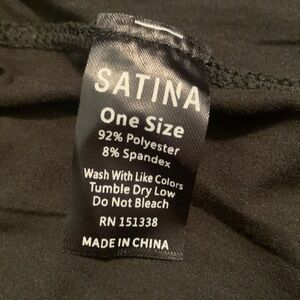 SATINA
One Size
92% Polyester
8% Spandex
Wash With Like Colors
Tumble Dry Low
Do Not Bleach
RN 151338
MADE IN CHINA